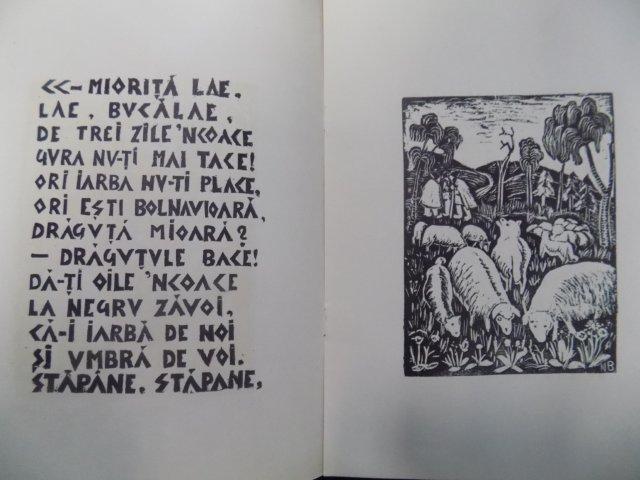 <<— MIORIȚĂ LAE,
LAE, BUCĂLAE,
DE TREI ZILE 'NCOACE
GURA NU-ȚI MAI TACE!
ORI IARBA NU-ȚI PLACE,
ORI EȘTI BOLNAVIOARĂ,
DRĂGUȚĂ MIOARĂ?
— DRĂGUȚULE BACE!
DĂ-ȚI OILE 'NCOACE
LA NEGRU ZĂVOI,
CĂ-I IARBĂ DE NOI
ȘI UMBRĂ DE VOI.
STĂPÂNE, STĂPANE,
NB